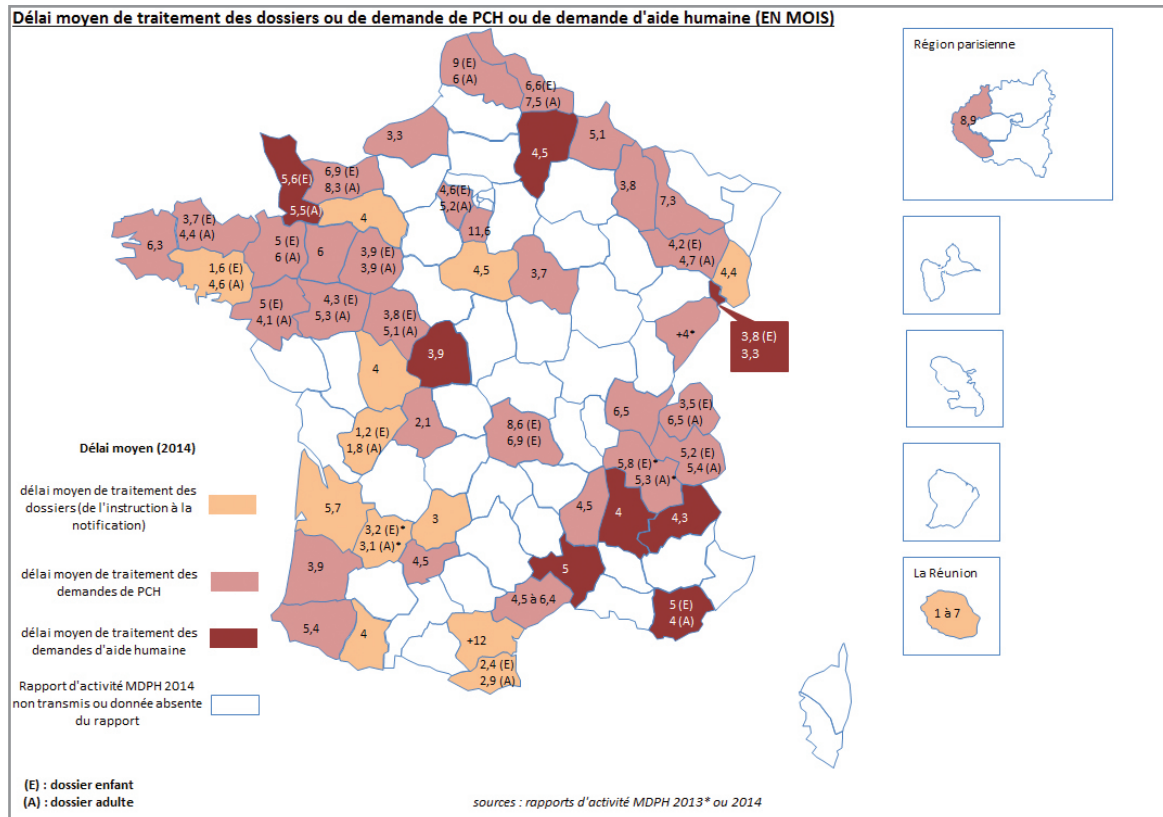 Délai moyen de traitement des dossiers ou de demande de PCH ou de demande d'aide humaine (EN MOIS)
Région parisienne
8,9
9 (E)
6 (A)
6,6(E)
7,5 (A)
3,3
4,5
5,1
5,6(E)
5,5(A)
6,9 (E)
8,3 (A)
4,6(E)
5,2(A)
3,8
7,3
4
11,6
6,3
3,7 (E)
4,4 (A)
5 (E)
6 (A)
6
3,9 (E)
3,9 (A)
4,5
3,7
4,2 (E)
4,7 (A)
4,4
1,6 (E)
4,6 (A)
5 (E)
4,1 (A)
4,3 (E)
5,3 (A)
3,8 (E)
5,1 (A)
3,9
+4*
3,8 (E)
3,3
4
2,1
8,6 (E)
6,9 (E)
6,5
3,5 (E)
6,5 (A)
1,2 (E)
1,8 (A)
5,8 (E)*
5,3 (A)*
5,2 (E)
5,4 (A)
5,7
3
3,2 (E)*
3,1 (A)*
4,5
4
4,3
3,9
4,5
5
4,5 à 6,4
5 (E)
4 (A)
5,4
4
+12
2,4 (E)
2,9 (A)
La Réunion
1 à 7
Délai moyen (2014)
délai moyen de traitement des
dossiers (de l'instruction à la
notification)
délai moyen de traitement des
demandes de PCH
délai moyen de traitement des
demandes d'aide humaine
Rapport d'activité MDPH 2014
non transmis ou donnée absente
du rapport
(E) : dossier enfant
(A) : dossier adulte
sources : rapports d'activité MDPH 2013* ou 2014